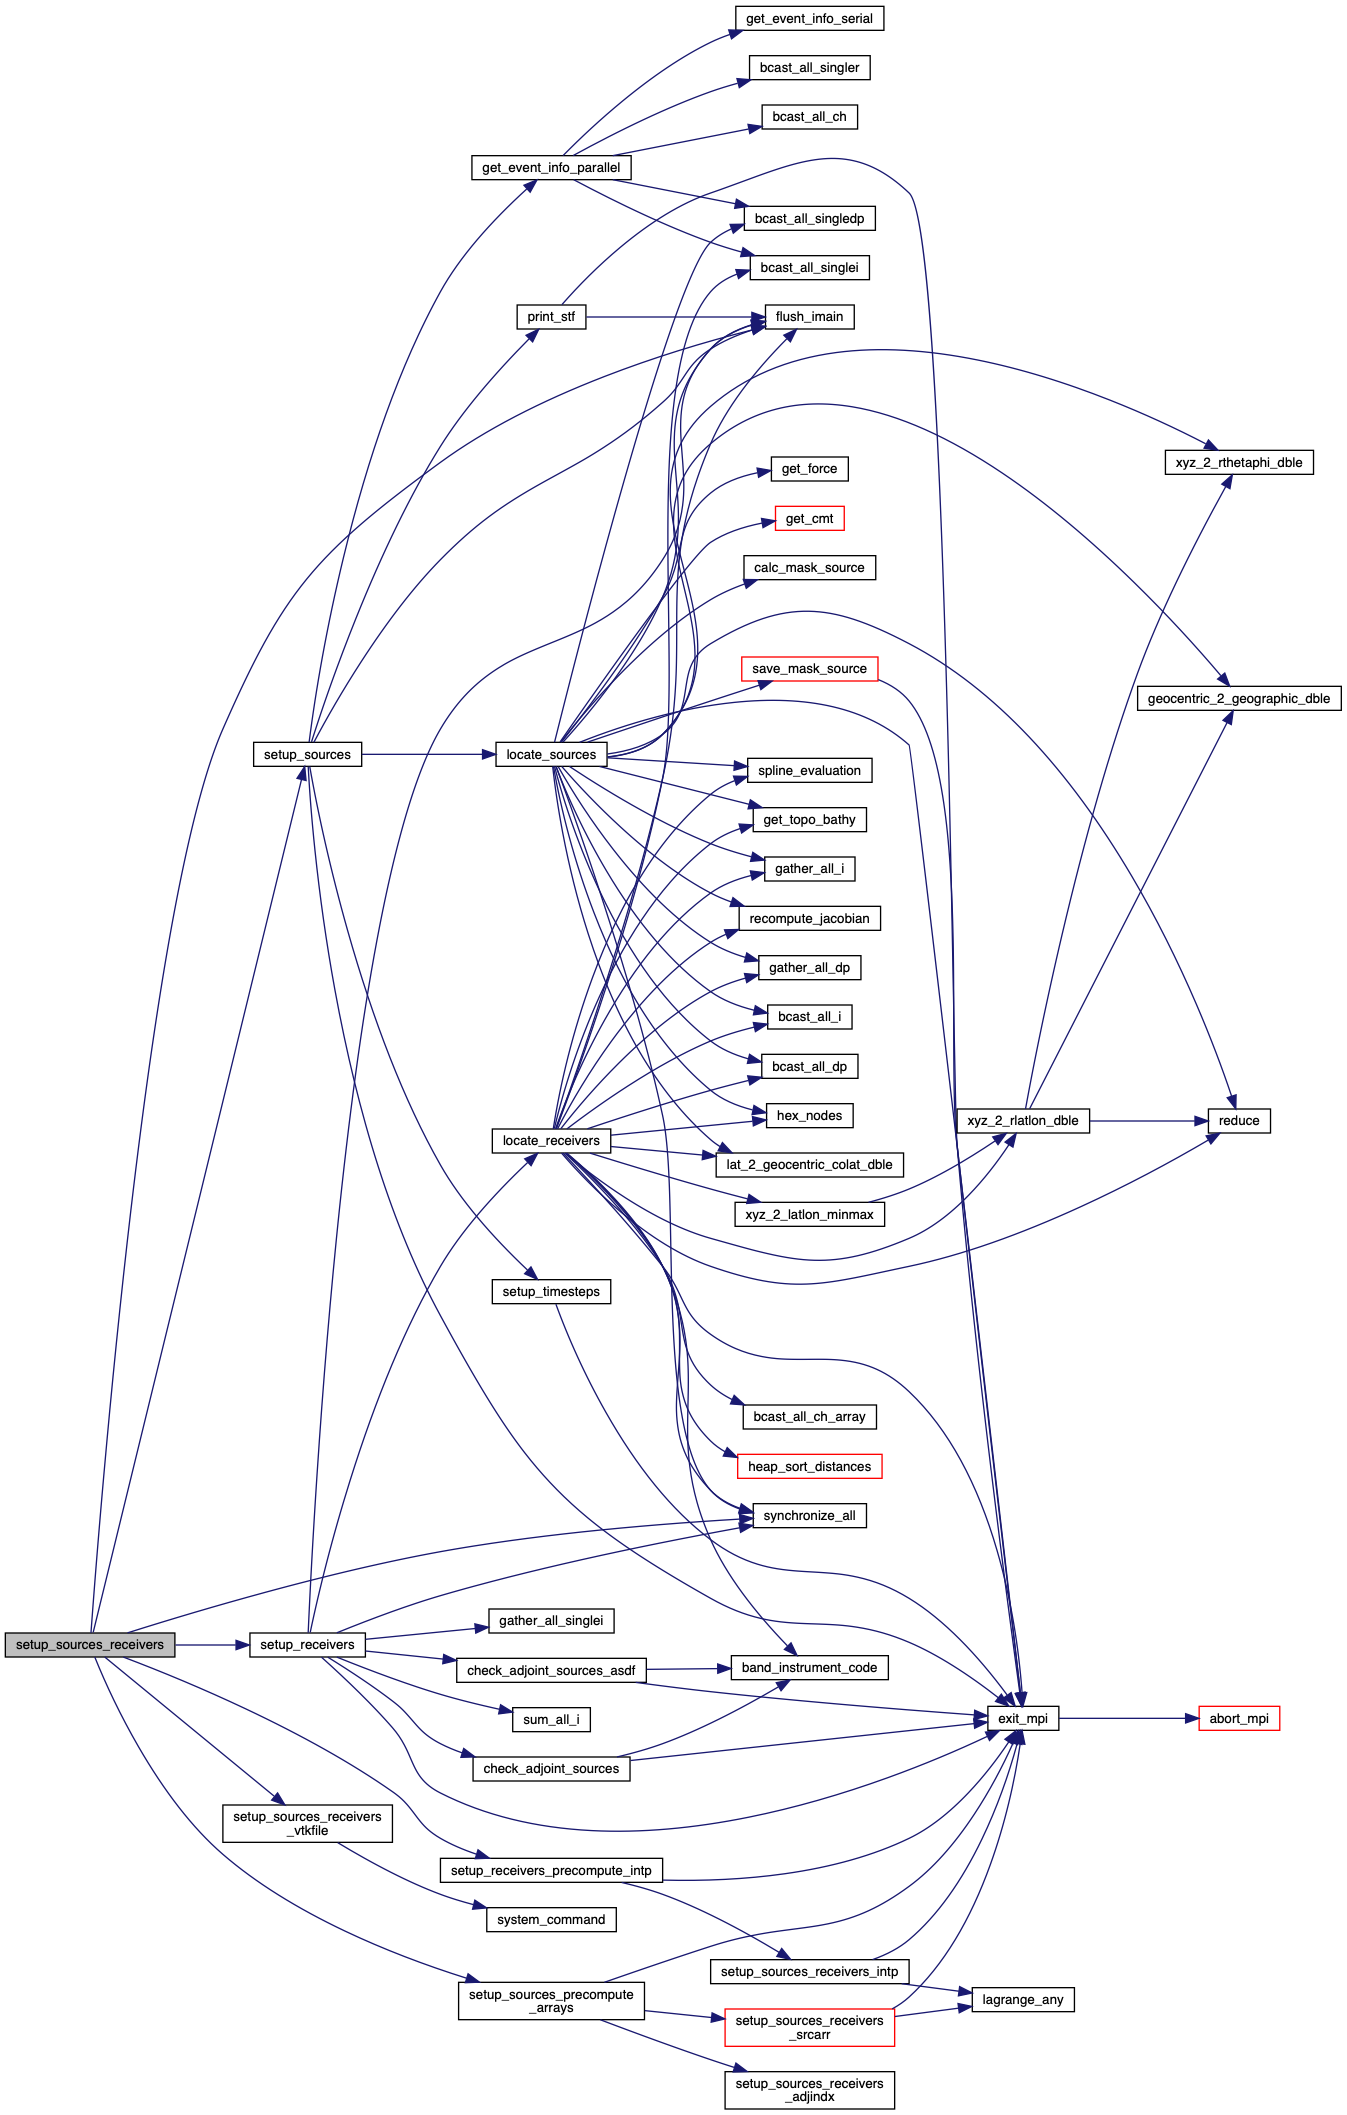 get_event_info_serial
bcast_all_singler
bcast_all_ch
get_event_info_parallel
bcast_all_singledp
bcast_all_singlei
print_stf
flush_imain
xyz_2_rthetaphi_dble
get_force
get_cmt
calc_mask_source
save_mask_source
geocentric_2_geographic_dble
setup_sources
locate_sources
spline_evaluation
get_topo_bathy
gather_all_i
recompute_jacobian
gather_all_dp
bcast_all_i
bcast_all_dp
hex_nodes
xyz_2_rlatlon_dble
reduce
locate_receivers
lat_2_geocentric_colat_dble
xyz_2_latlon_minmax
setup_timesteps
bcast_all_ch_array
heap_sort_distances
synchronize_all
gather_all_singlei
setup_sources_receivers
setup_receivers
check_adjoint_sources_asdf
band_instrument_code
sum_all_i
exit_mpi
abort_mpi
check_adjoint_sources
setup_sources_receivers
_vtkfile
setup_receivers_precompute_intp
system_command
setup_sources_receivers_intp
setup_sources_precompute
_arrays
lagrange_any
setup_sources_receivers
_srcarr
setup_sources_receivers
_adjindx